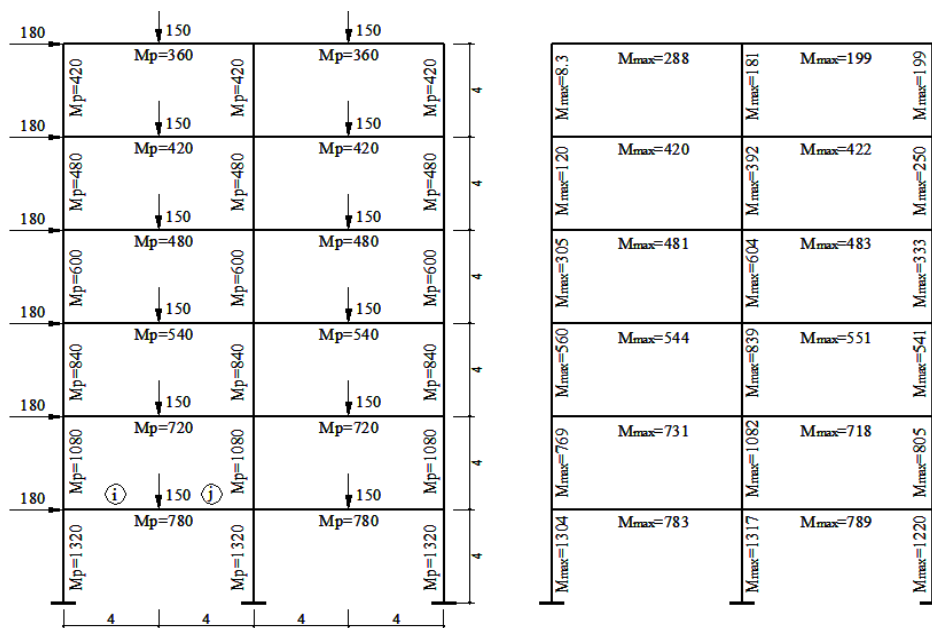 150 150
180
Mp=360 Mp=360
Mp=420 Mp=420 Mp=420
4
150 150
180
Mp=420 Mp=420
Mp=480 Mp=480 Mp=480
4
150 150
180
Mp=480 Mp=480
Mp=600 Mp=600 Mp=600
4
150 150
180
Mp=540 Mp=540
Mp=840 Mp=840 Mp=840
4
150 150
180
Mp=720 Mp=720
Mp=1080 Mp=1080 Mp=1080
4
i j
150 150
180
Mp=780 Mp=780
Mp=1320 Mp=1320 Mp=1320
4
4 4 4 4
Mmax=288 Mmax=199
Mmax=8.3 Mmax=181 Mmax=199
Mmax=420 Mmax=422
Mmax=120 Mmax=392 Mmax=250
Mmax=481 Mmax=483
Mmax=305 Mmax=604 Mmax=333
Mmax=544 Mmax=551
Mmax=560 Mmax=839 Mmax=541
Mmax=731 Mmax=718
Mmax=769 Mmax=1082 Mmax=805
Mmax=783 Mmax=789
Mmax=1304 Mmax=1317 Mmax=1220